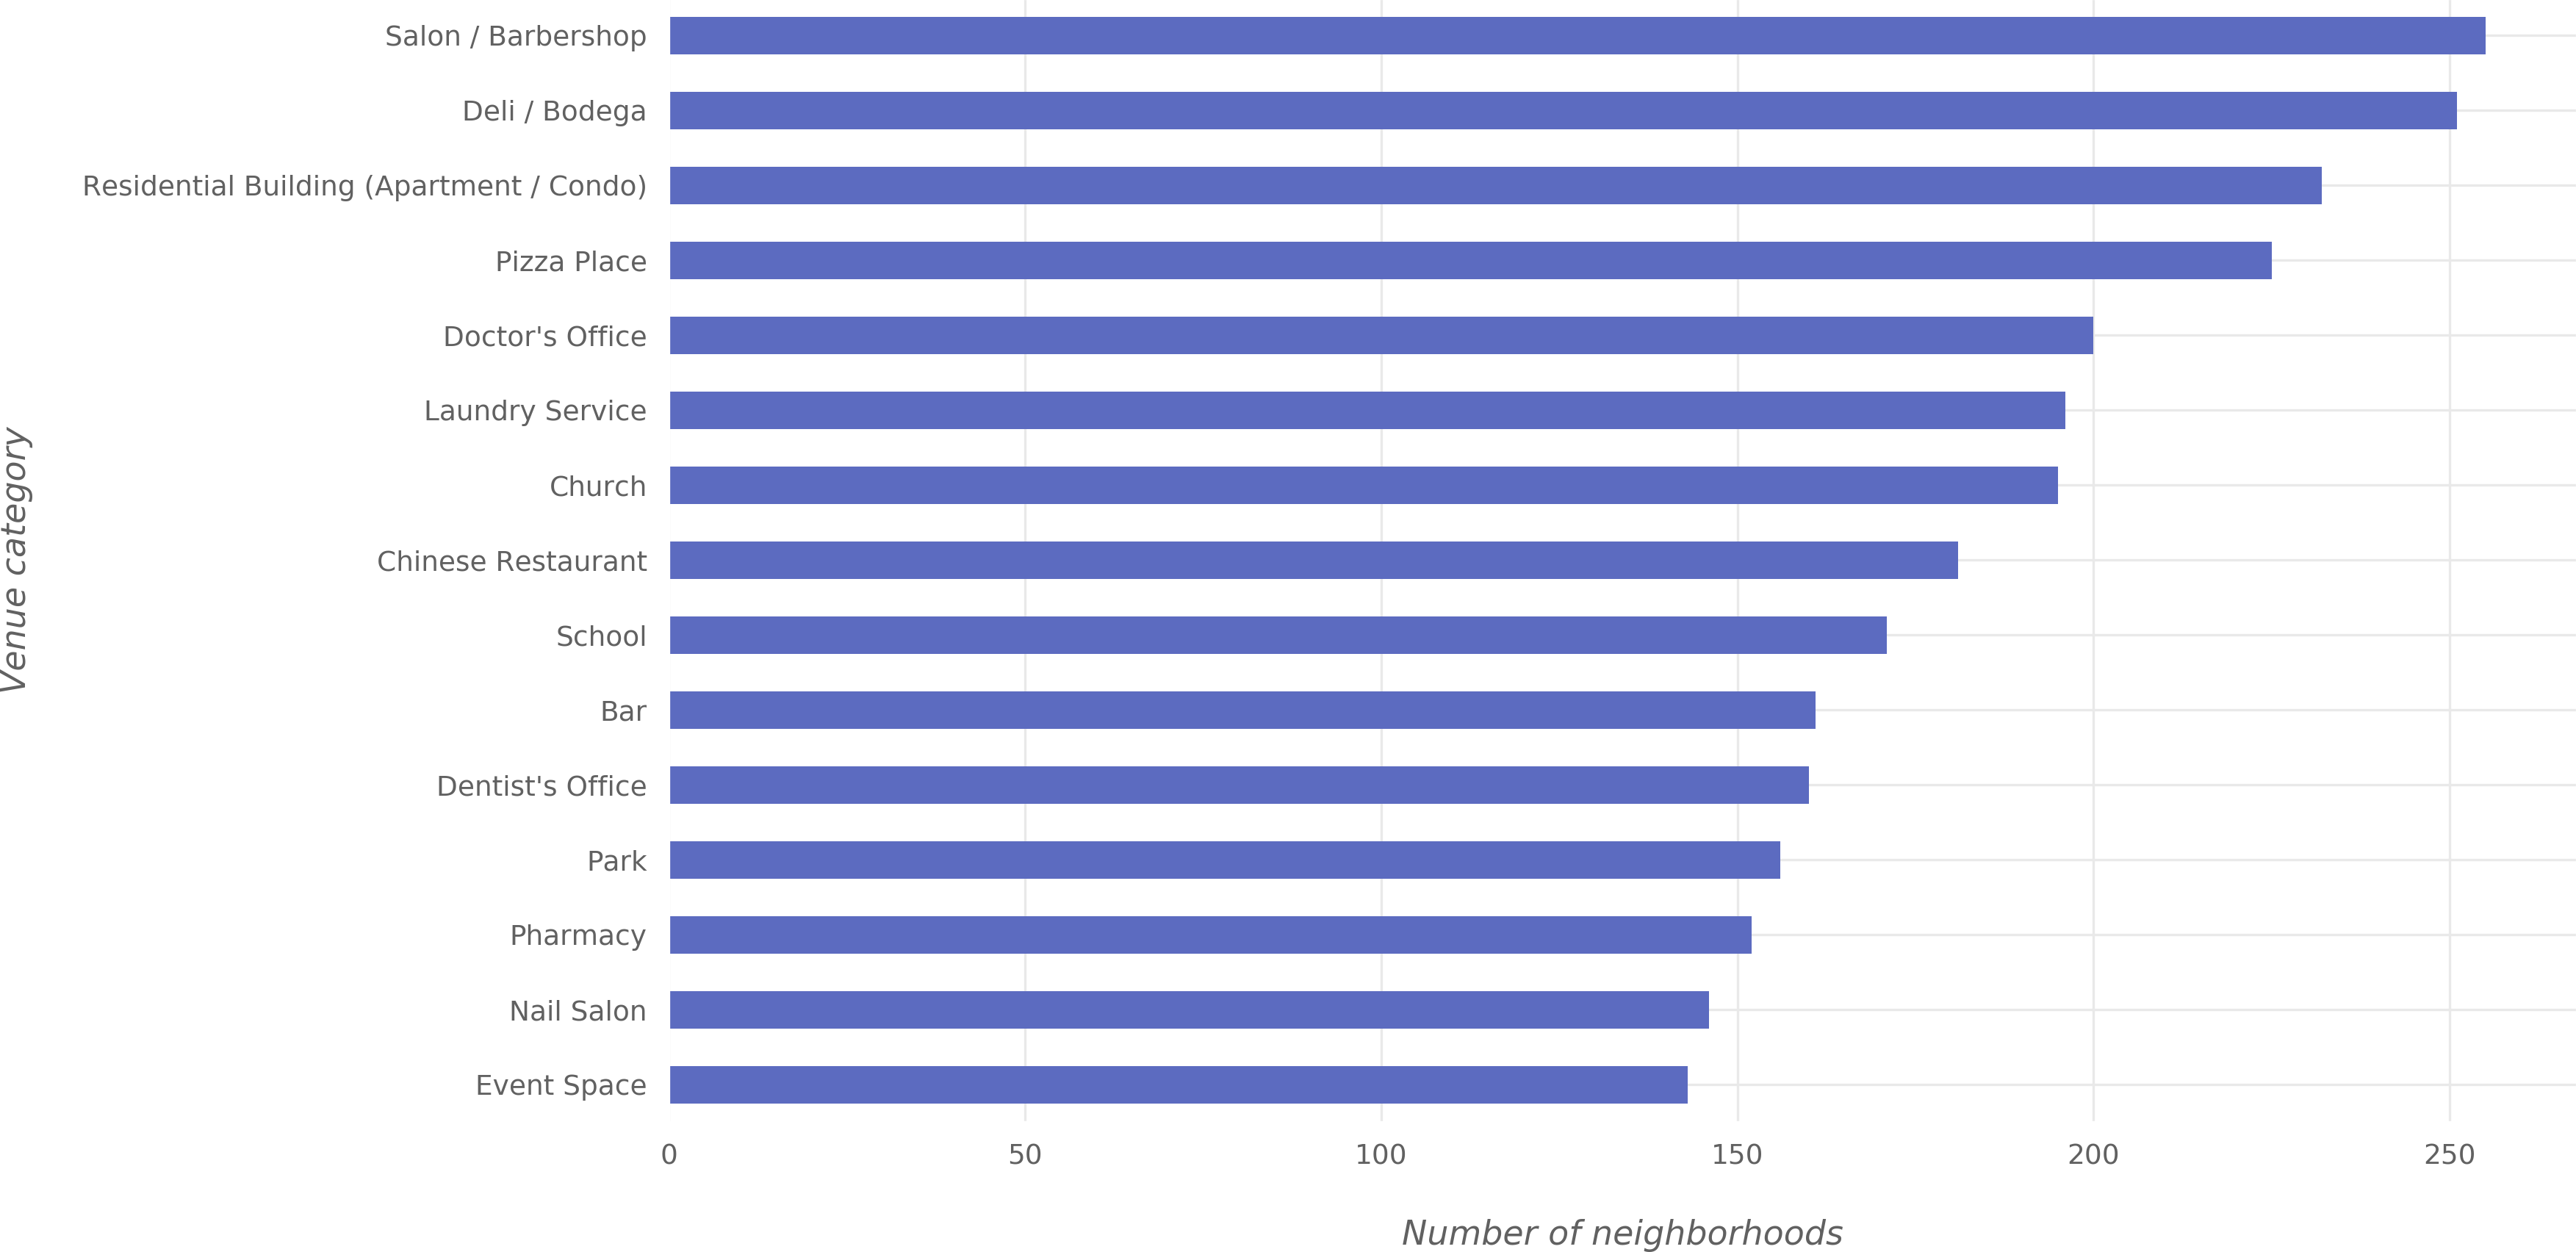 Salon / Barbershop
Deli / Bodega
Residential Building (Apartment / Condo)
Pizza Place
Doctor's Office
Laundry Service
Church
Chinese Restaurant
School
Bar
Dentist's Office
Park
Pharmacy
Nail Salon
Event Space
Venue category
0 50 100 150 200 250
Number of neighborhoods